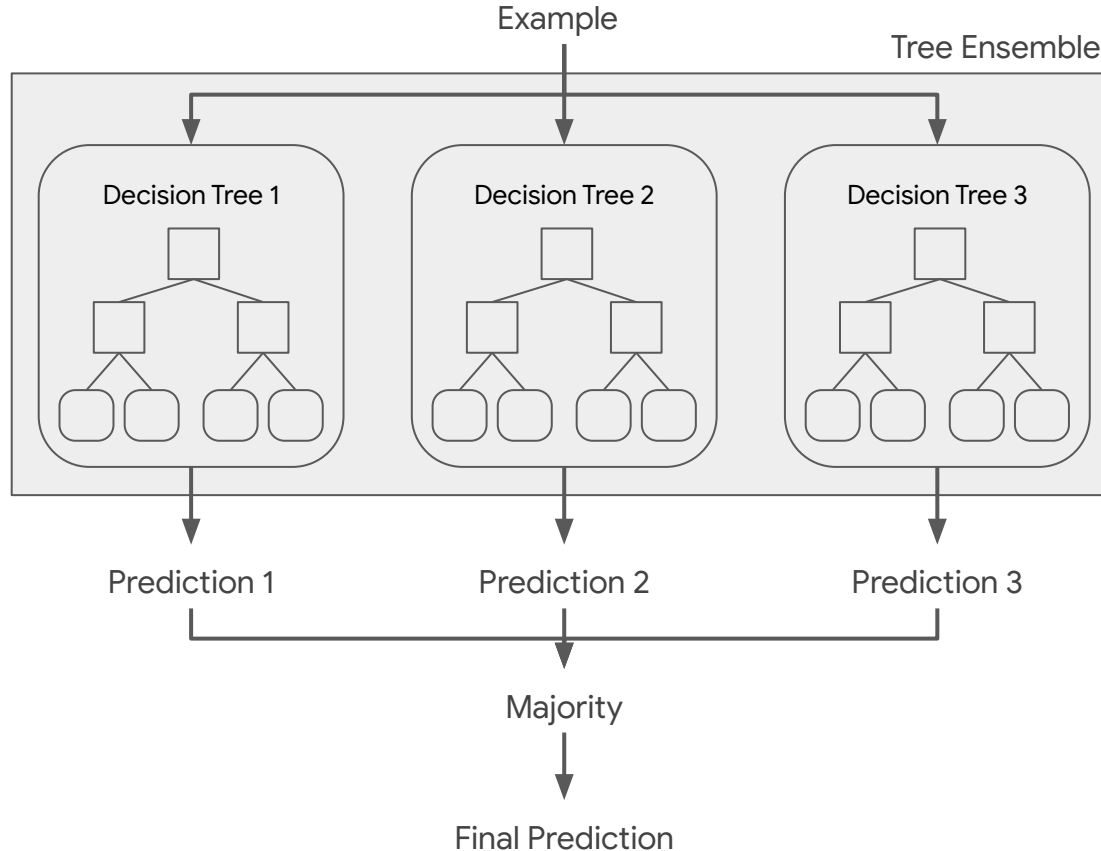 Example
Tree Ensemble
Decision Tree 1
Decision Tree 2
Decision Tree 3
Prediction 1
Prediction 2
Prediction 3
Majority
Final Prediction